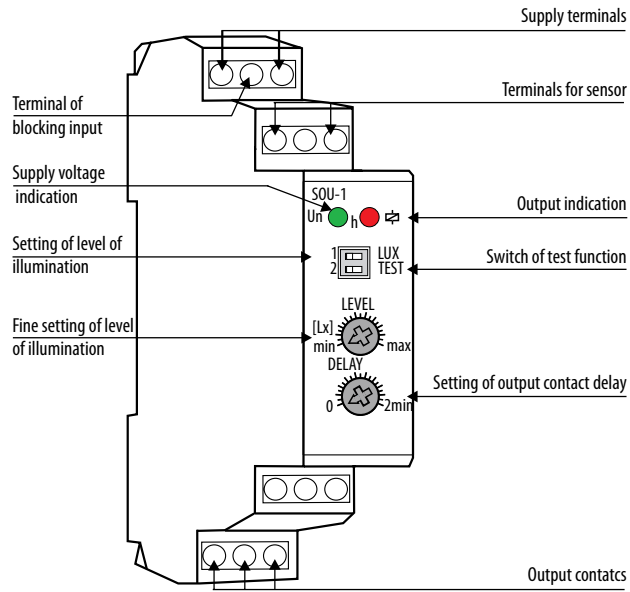 Supply terminals
Terminals for sensor
Terminal of
blocking input
Supply voltage
indication
SOU-1
Un h
Output indication
Setting of level of
illumination
1 LUX
2 TEST
Switch of test function
LEVEL
Fine setting of level
of illumination
[Lx]
min max
DELAY
0 2min
Setting of output contact delay
Output contatcs